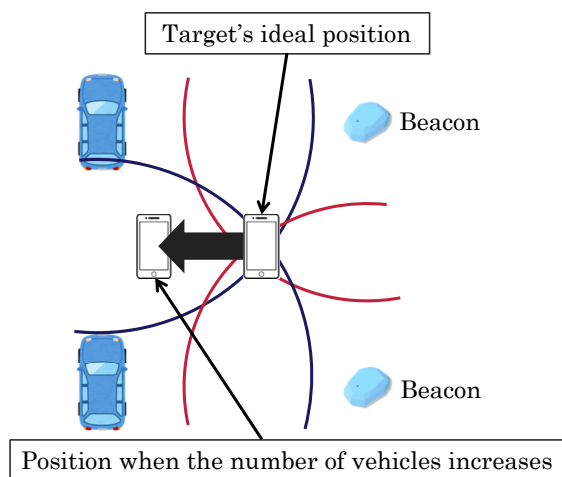 Target's ideal position
Beacon
Beacon
Position when the number of vehicles increases